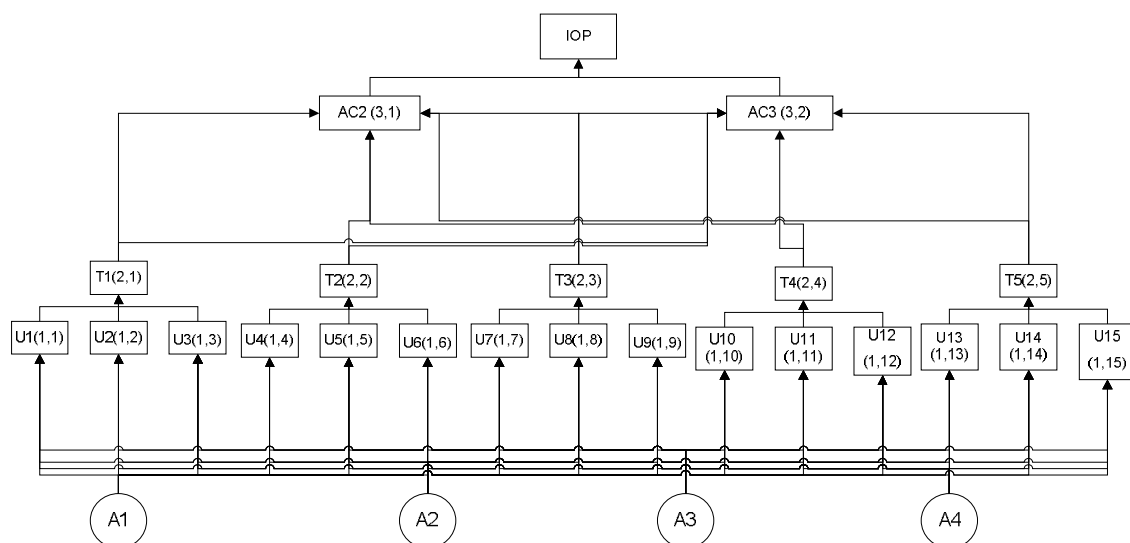 IOP
AC2 (3,1)
AC3 (3,2)
T1(2,1)
T2(2,2)
T3(2,3)
T4(2,4)
T5(2,5)
U1(1,1)
U2(1,2)
U3(1,3)
U4(1,4)
U5(1,5)
U6(1,6)
U7(1,7)
U8(1,8)
U9(1,9)
U10
(1,10)
U11
(1,11)
U12
(1,12)
U13
(1,13)
U14
(1,14)
U15
(1,15)
A1
A2
A3
A4